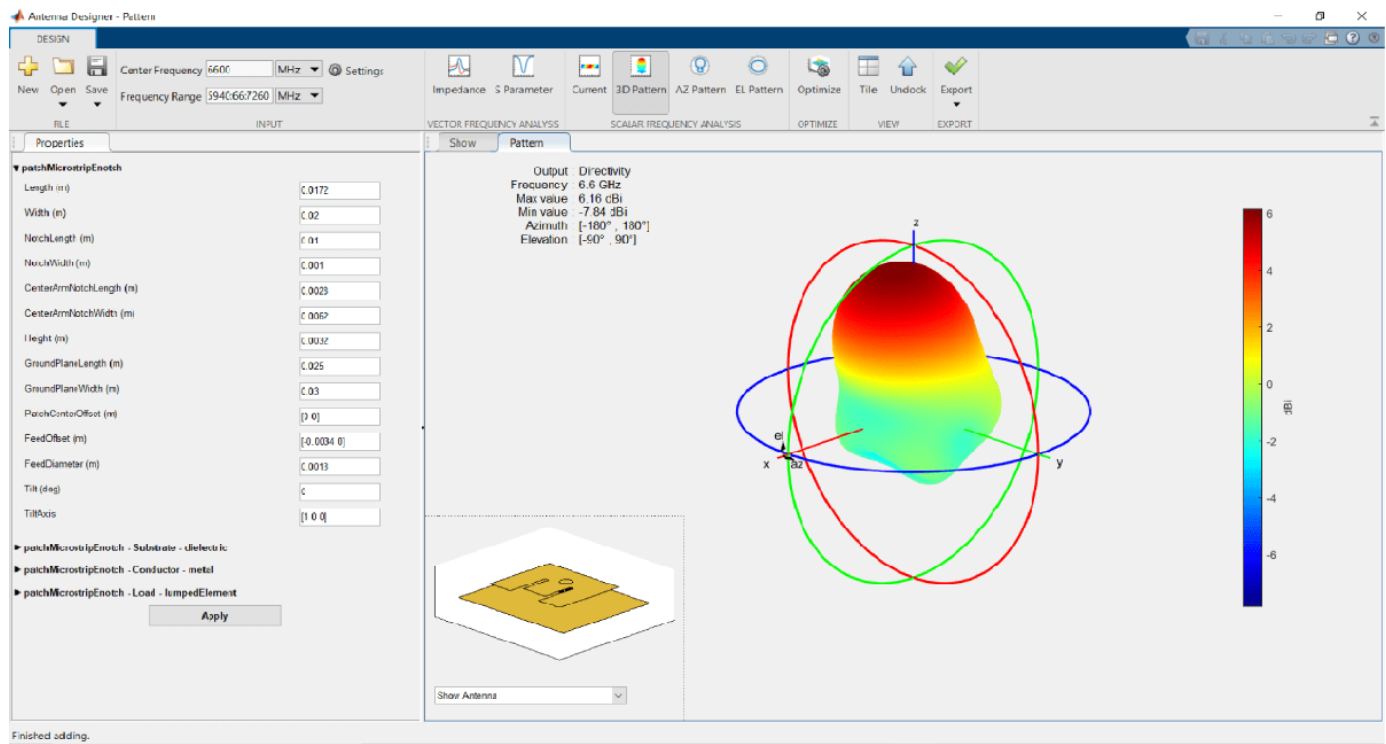 Antenna Designer - Pattern
DESIGN
New
Open
Save
FILE
Center Frequency 6600 MHz Settings
Frequency Range 5940:66:7260 MHz
INPUT
Impedance S Parameter
VECTOR FREQUENCY ANALYSIS
Current 3D Pattern AZ Pattern EL Pattern
SCALAR FREQUENCY ANALYSIS
Optimize
OPTIMIZE
Tile Undock
VIEW
Export
EXPORT
Properties
patchMicrostripEnotch
Length (m) 0.0172
Width (m) 0.02
NotchLength (m) 0.01
NotchWidth (m) 0.001
CenterArmNotchLength (m) 0.0023
CenterArmNotchWidth (m) 0.0062
Height (m) 0.0032
GroundPlaneLength (m) 0.025
GroundPlaneWidth (m) 0.03
PatchCenterOffset (m) [0 0]
FeedOffset (m) [-0.0034 0]
FeedDiameter (m) 0.0013
Tilt (deg) 0
TiltAxis [1 0 0]
patchMicrostripEnotch - Substrate - dielectric
patchMicrostripEnotch - Conductor - metal
patchMicrostripEnotch - Load - lumpedElement
Apply
Show Pattern
Output : Directivity
Frequency : 6.6 GHz
Max value : 6.16 dBi
Min value : -7.84 dBi
Azimuth : [-180° , 180°]
Elevation : [-90° , 90°]
z
el
x az
y
6
4
2
0
-2
-4
-6
dBi
Show Antenna
Finished adding.